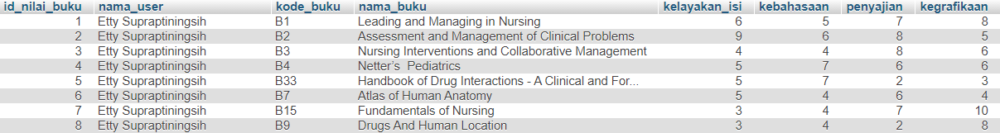 id_nilai_buku nama_user kode_buku nama_buku kelayakan_isi kebahasaan penyajian kegrafikaan
1 Etty Supraptiningsih B1 Leading and Managing in Nursing 6 5 7 8
2 Etty Supraptiningsih B2 Assessment and Management of Clinical Problems 9 6 8 5
3 Etty Supraptiningsih B3 Nursing Interventions and Collaborative Management 4 4 8 6
4 Etty Supraptiningsih B4 Netter's Pediatrics 5 7 6 6
5 Etty Supraptiningsih B33 Handbook of Drug Interactions - A Clinical and For... 5 7 2 3
6 Etty Supraptiningsih B7 Atlas of Human Anatomy 5 4 6 4
7 Etty Supraptiningsih B15 Fundamentals of Nursing 3 4 7 10
8 Etty Supraptiningsih B9 Drugs And Human Location 3 4 2 8